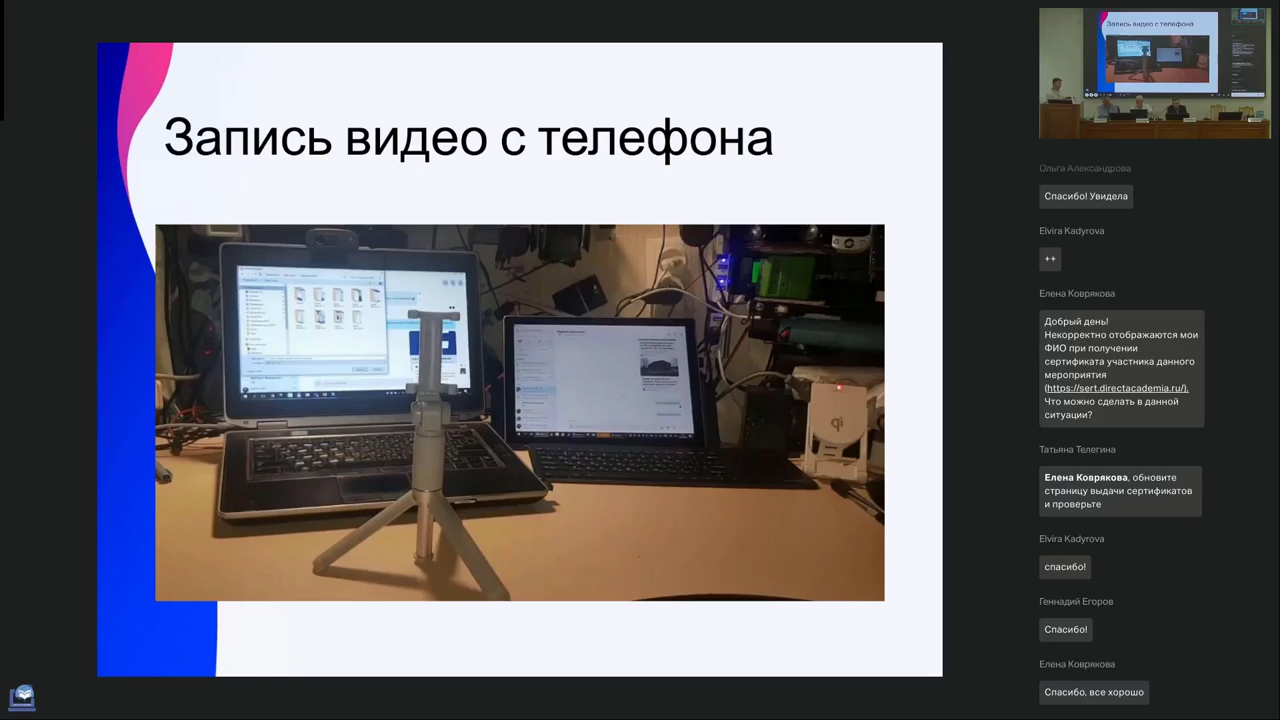 Запись видео с телефона
qi
Запись видео с телефона
Ольга Александрова
Спасибо! Увидела
Elvira Kadyrova
++
Елена Коврякова
Добрый день!
Некорректно отображаются мои
ФИО при получении
сертификата участника данного
мероприятия
(https://sert.directacademia.ru/).
Что можно сделать в данной
ситуации?
Татьяна Телегина
Елена Коврякова, обновите
страницу выдачи сертификатов
и проверьте
Elvira Kadyrova
спасибо!
Геннадий Егоров
Спасибо!
Елена Коврякова
Спасибо, все хорошо